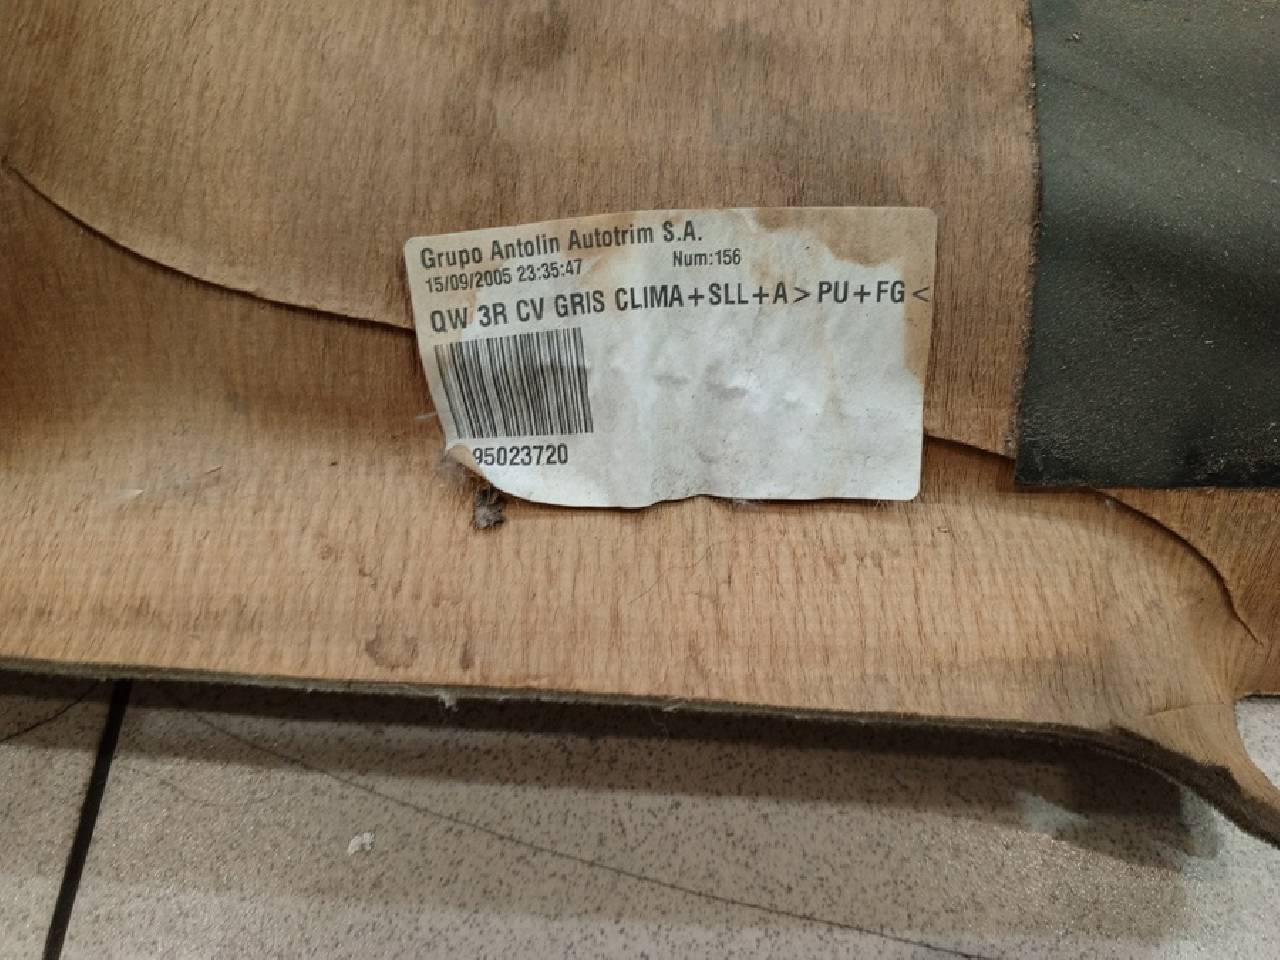 Grupo Antolin Autotrim S.A.
15/09/2005 23:35:47 Num:156
QW 3R CV GRIS CLIMA+SLL+A>PU+FG<
95023720